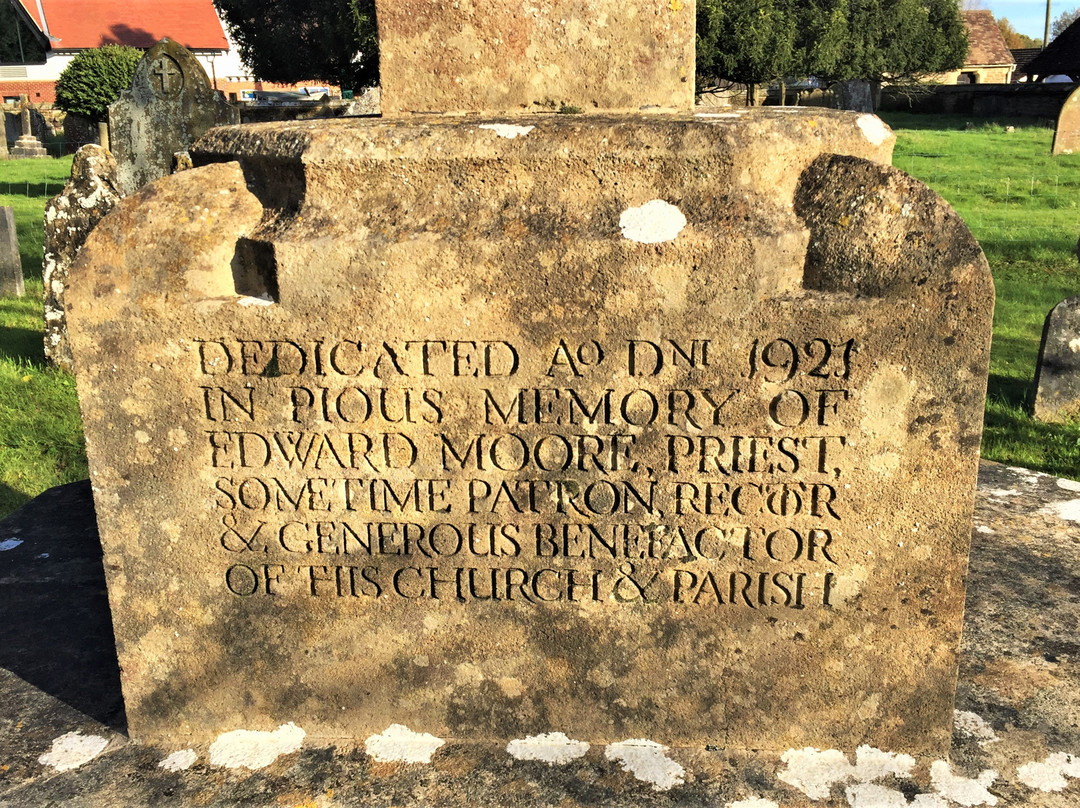 DEDICATED Aº DNI 1921
IN PIOUS MEMORY OF
EDWARD MOORE, PRIEST,
SOMETIME PATRON, RECTOR
& GENEROUS BENEFACTOR
OF THIS CHURCH & PARISH